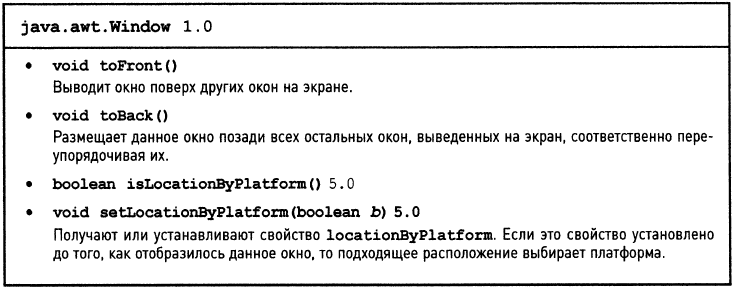 java.awt.Window 1.0
• void toFront()
Выводит окно поверх других окон на экране.
• void toBack()
Размещает данное окно позади всех остальных окон, выведенных на экран, соответственно пере-
упорядочивая их.
• boolean isLocationByPlatform() 5.0
• void setLocationByPlatform(boolean b) 5.0
Получают или устанавливают свойство locationByPlatform. Если это свойство установлено
до того, как отобразилось данное окно, то подходящее расположение выбирает платформа.